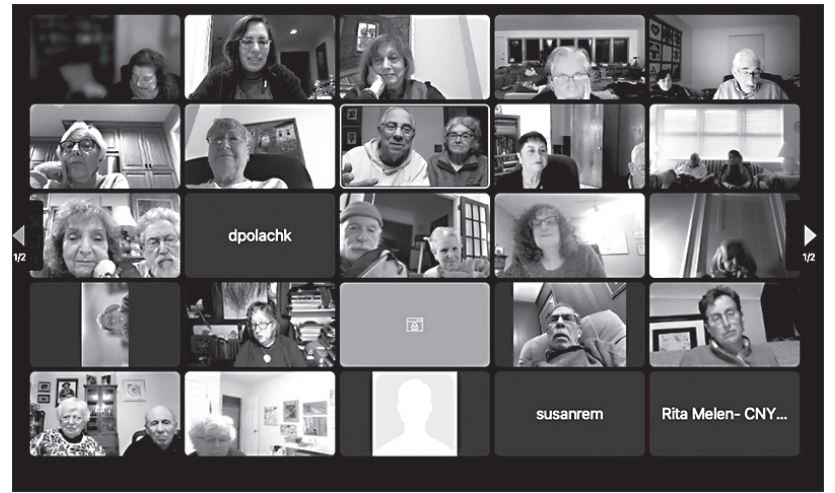 dpolachk
1/2
1/2
susanrem
Rita Melen- CNY...